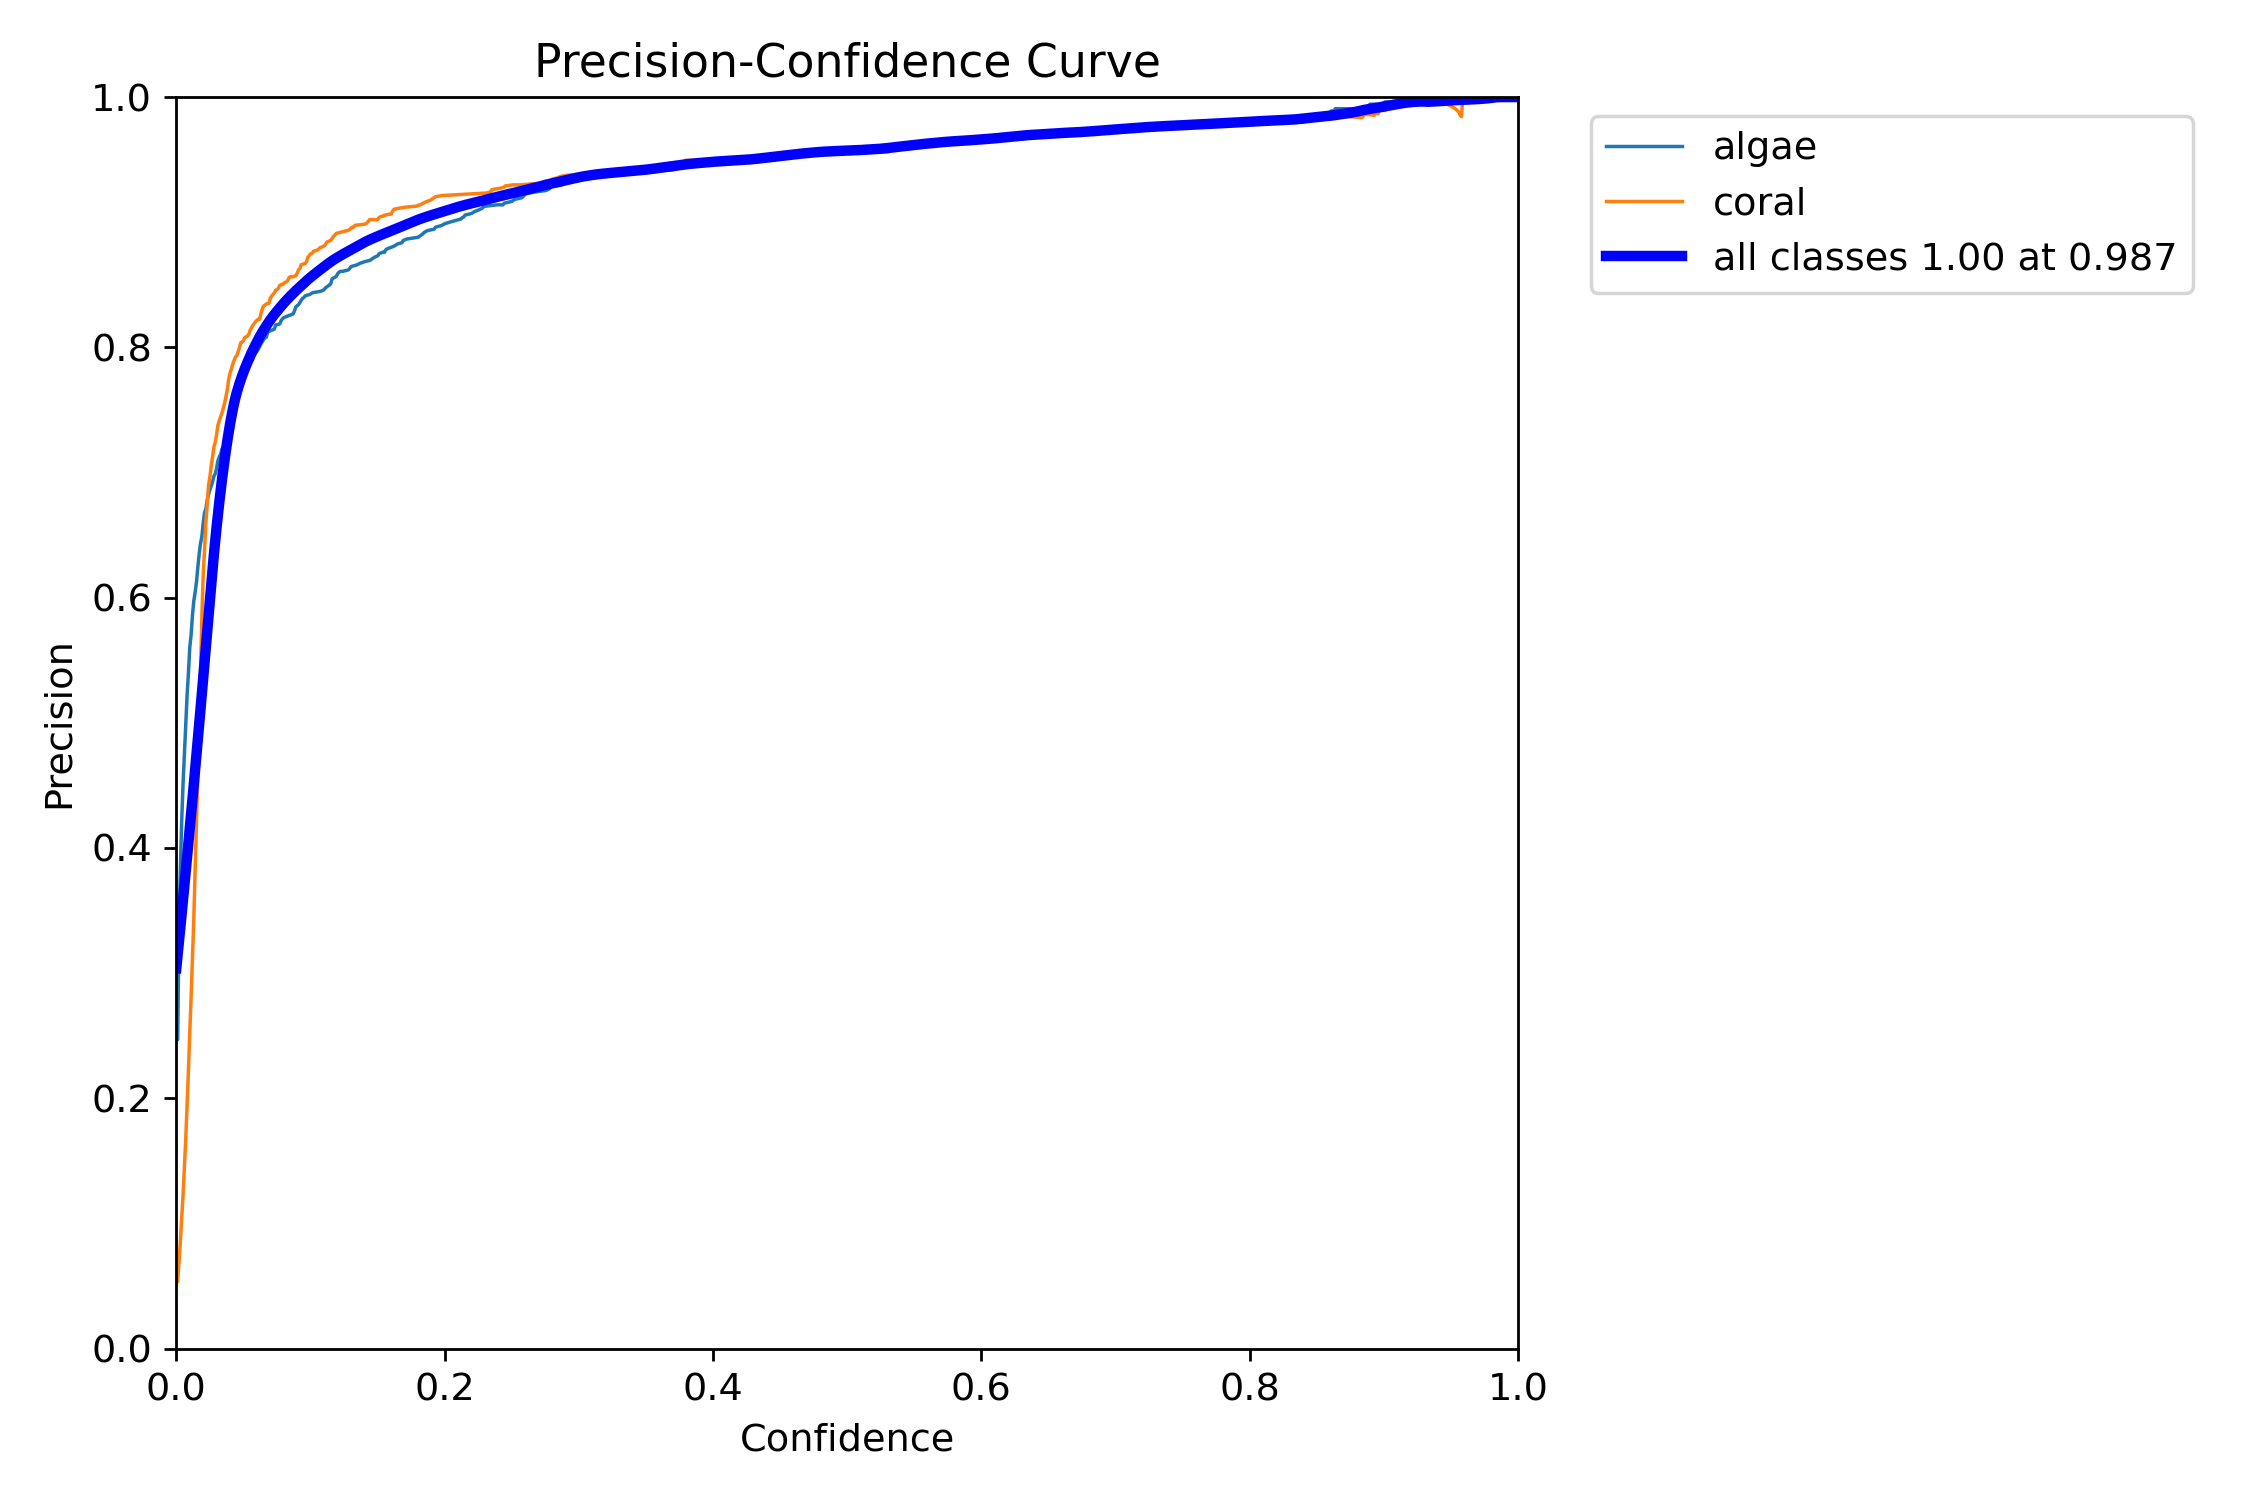 Precision-Confidence Curve
1.0
0.8
0.6
0.4
0.2
0.0
Precision
0.0 0.2 0.4 0.6 0.8 1.0
Confidence
algae
coral
all classes 1.00 at 0.987